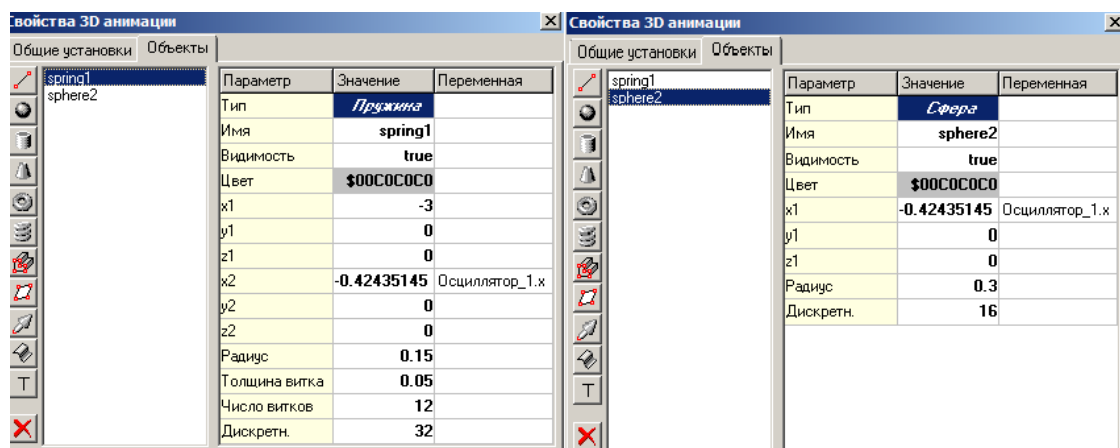 Свойства 3D анимации
Общие установки Объекты
spring1
sphere2
Параметр Значение Переменная
Тип Пружина
Имя spring1
Видимость true
Цвет $00C0C0C0
x1 -3
y1 0
z1 0
x2 -0.42435145 Осциллятор_1.x
y2 0
z2 0
Радиус 0.15
Толщина витка 0.05
Число витков 12
Дискретн. 32
T
Свойства 3D анимации
Общие установки Объекты
spring1
sphere2
Параметр Значение Переменная
Тип Сфера
Имя sphere2
Видимость true
Цвет $00C0C0C0
x1 -0.42435145 Осциллятор_1.x
y1 0
z1 0
Радиус 0.3
Дискретн. 16
T